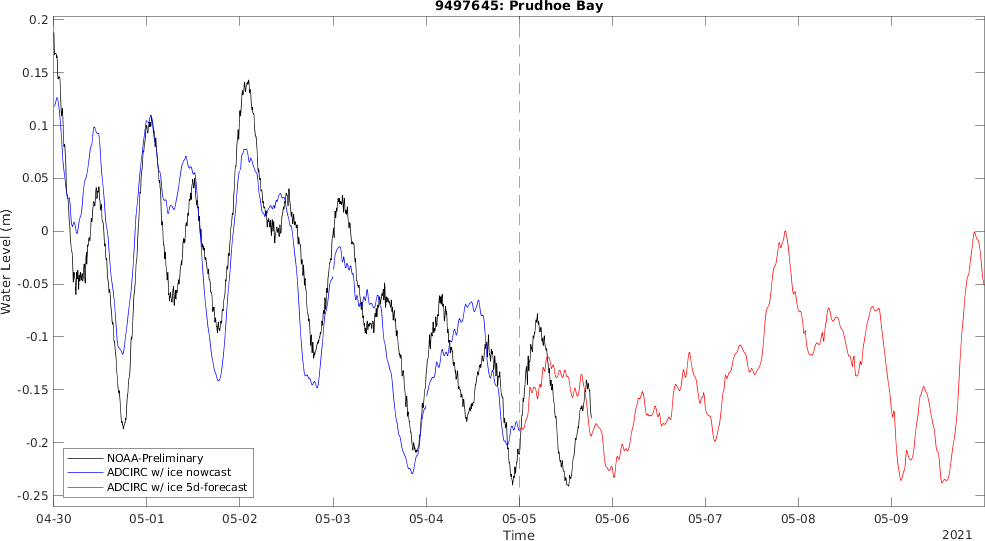 9497645: Prudhoe Bay
0.2
0.15
0.1
0.05
0
-0.05
-0.1
-0.15
-0.2
-0.25
Water Level (m)
NOAA-Preliminary
ADCIRC w/ ice nowcast
ADCIRC w/ ice 5d-forecast
04-30 05-01 05-02 05-03 05-04 05-05 05-06 05-07 05-08 05-09
Time
2021